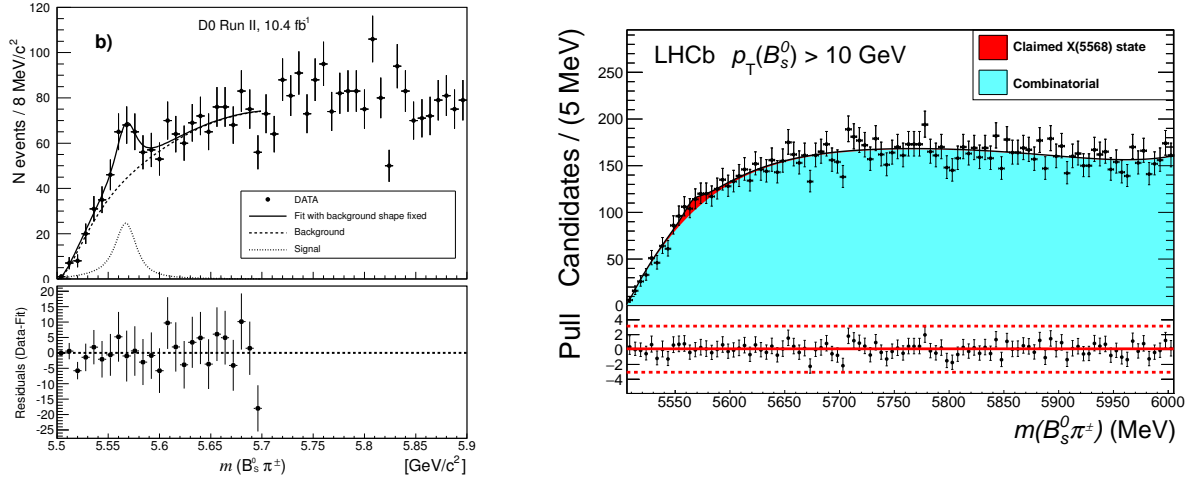 D0 Run II, 10.4 fb⁻¹
b)
N events / 8 MeV/c²
120
100
80
60
40
20
0
DATA
Fit with background shape fixed
Background
Signal
Residuals (Data-Fit)
20
15
10
5
0
-5
-10
-15
-20
-25
5.5
5.55
5.6
5.65
5.7
5.75
5.8
5.85
5.9
m (B⁰ₛ π±)
[GeV/c²]
LHCb pT(B⁰ₛ) > 10 GeV
Claimed X(5568) state
Combinatorial
Candidates / (5 MeV)
250
200
150
100
50
0
Pull
4
2
0
−2
−4
5550
5600
5650
5700
5750
5800
5850
5900
5950
6000
m(B⁰ₛπ±) (MeV)